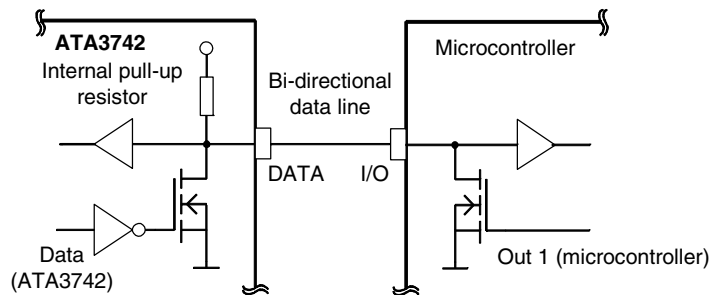 ATA3742
Internal pull-up
resistor
Bi-directional
data line
Microcontroller
DATA
I/O
Data
(ATA3742)
Out 1 (microcontroller)